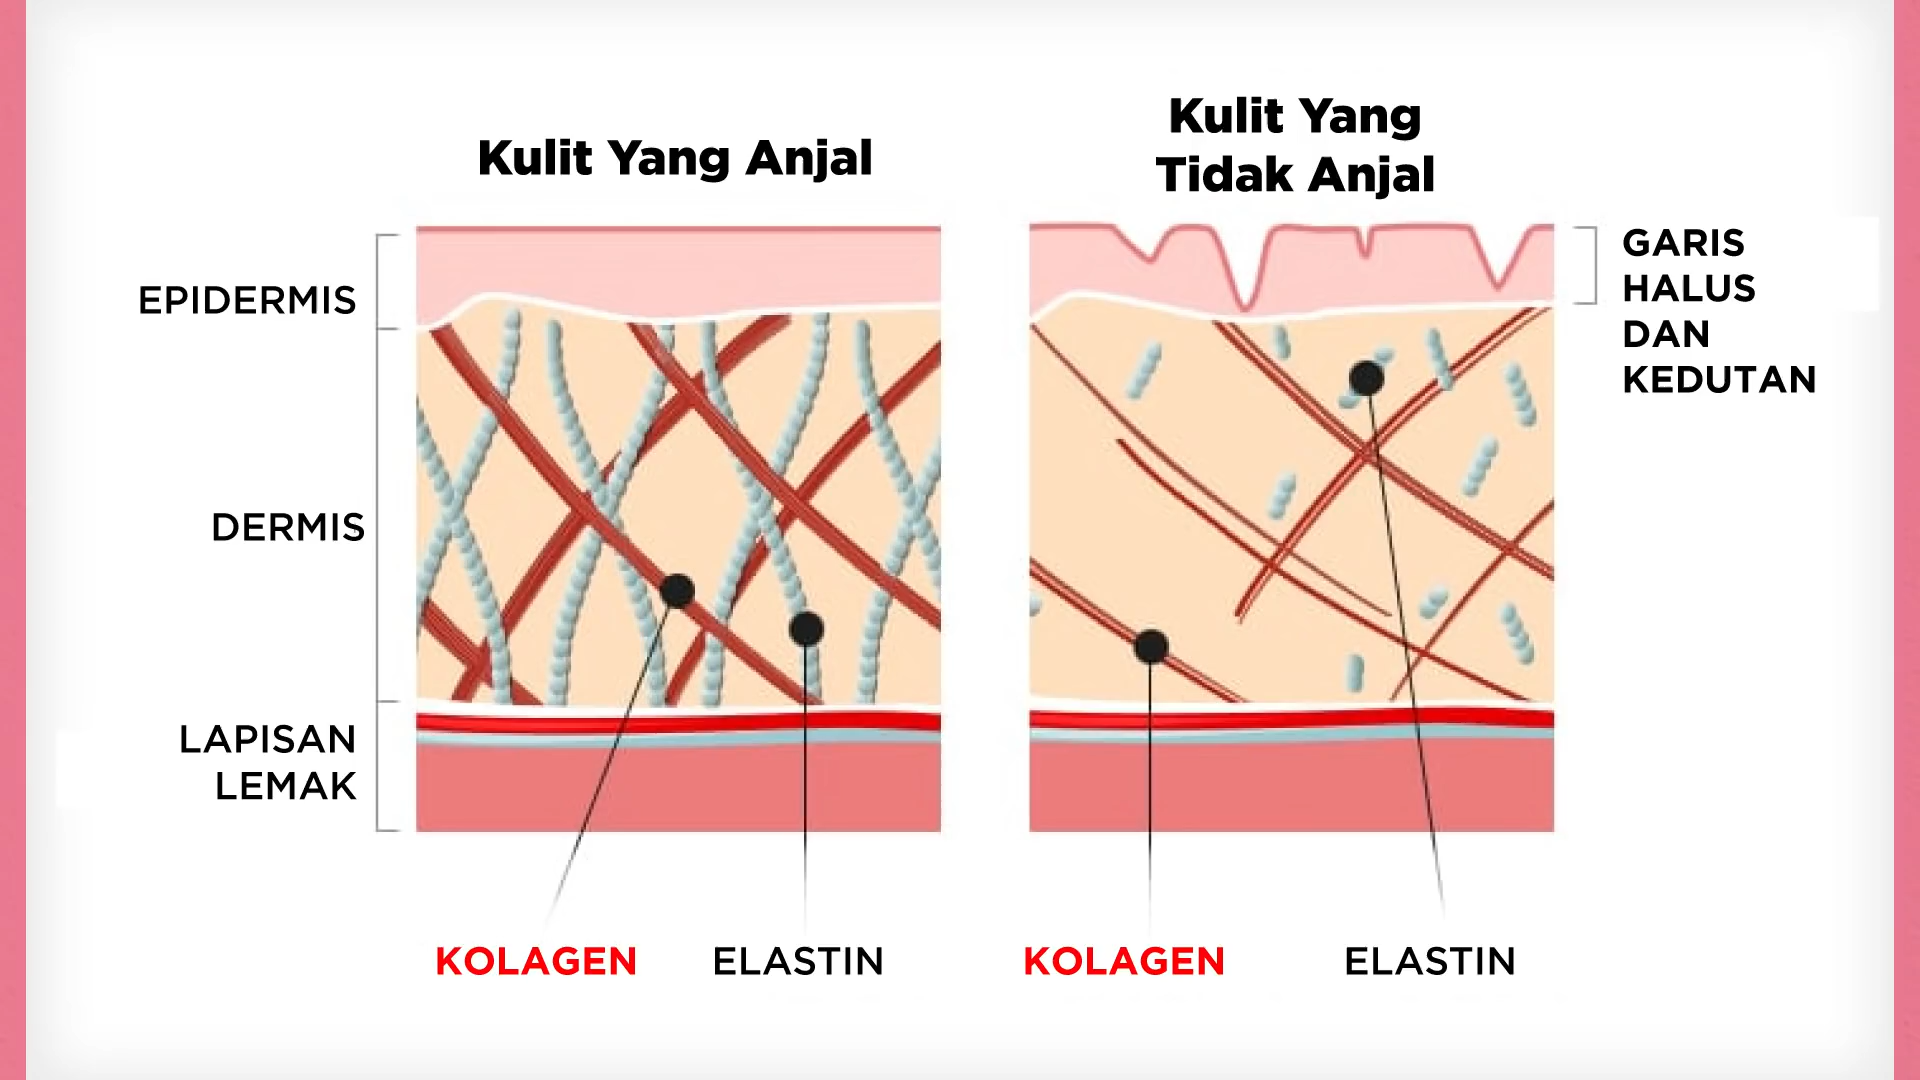 Kulit Yang Anjal
Kulit Yang
Tidak Anjal
EPIDERMIS
DERMIS
LAPISAN
LEMAK
GARIS
HALUS
DAN
KEDUTAN
KOLAGEN
ELASTIN
KOLAGEN
ELASTIN